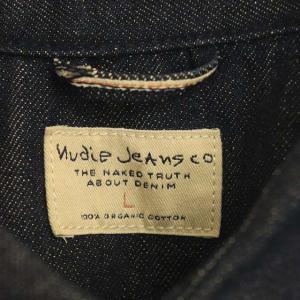 Nudie Jeans co
THE NAKED TRUTH
ABOUT DENIM
L
100% ORGANIC COTTON